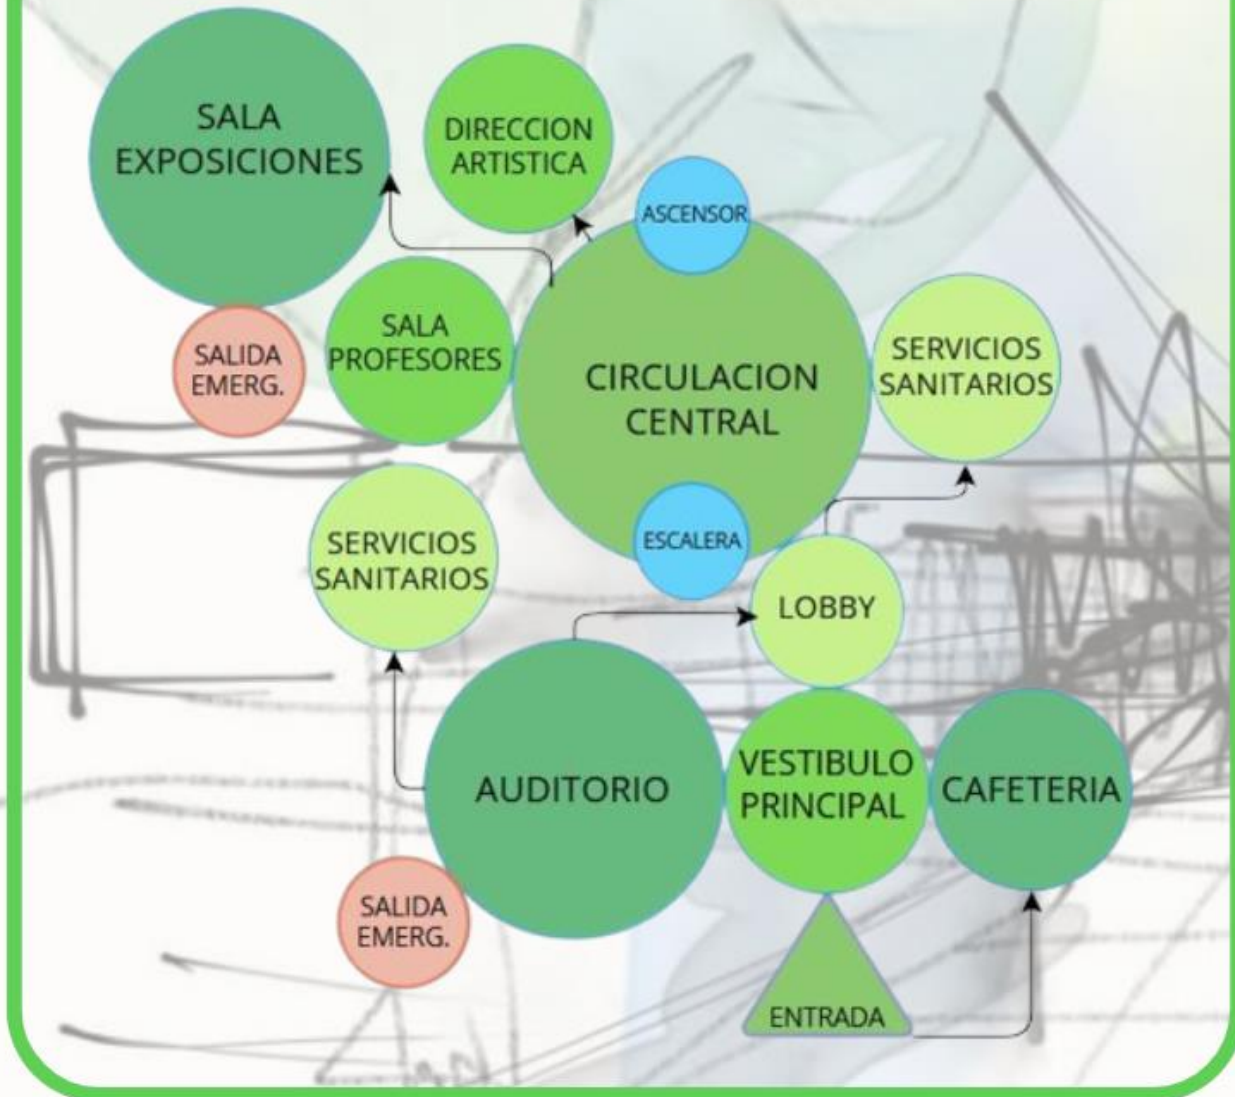 SALA
EXPOSICIONES
DIRECCION
ARTISTICA
ASCENSOR
SALA
PROFESORES
SALIDA
EMERG.
CIRCULACION
CENTRAL
SERVICIOS
SANITARIOS
SERVICIOS
SANITARIOS
ESCALERA
LOBBY
AUDITORIO
VESTIBULO
PRINCIPAL
CAFETERIA
SALIDA
EMERG.
ENTRADA